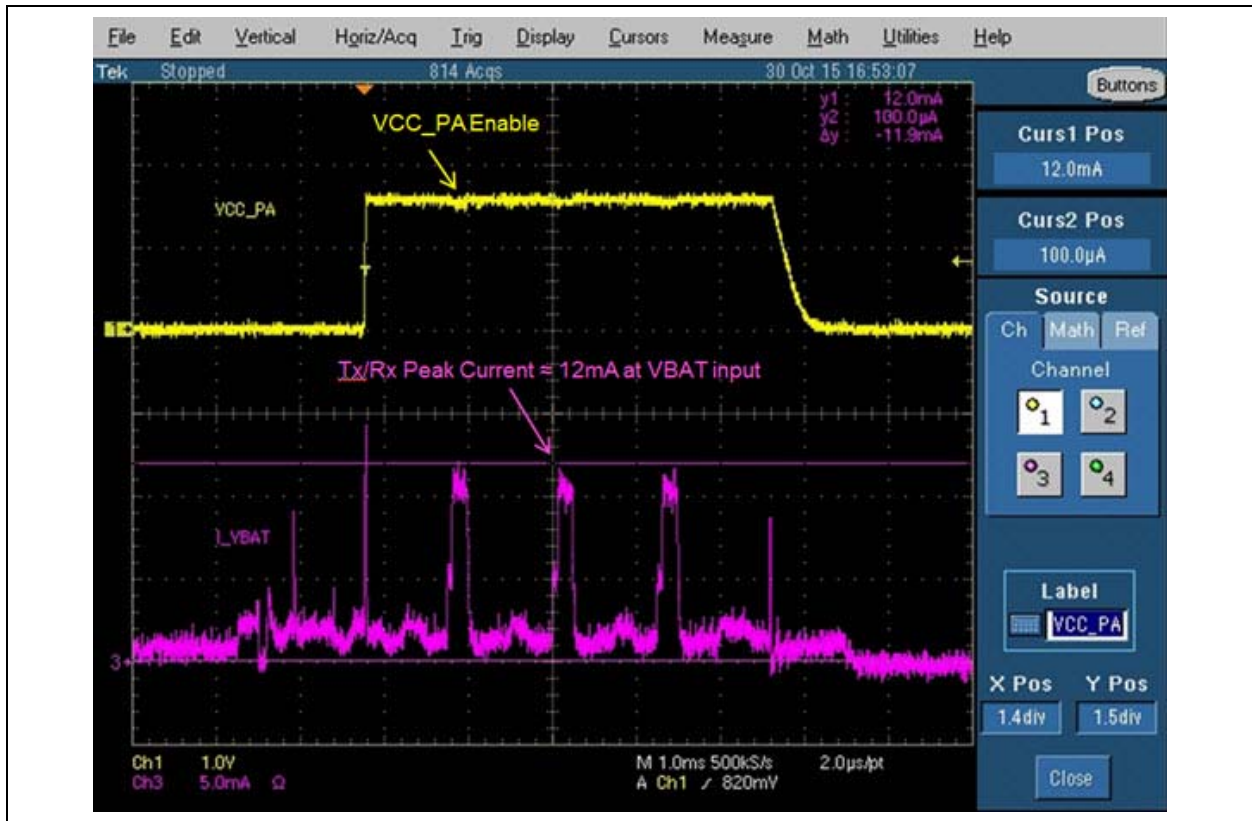 File Edit Vertical Horiz/Acq Trig Display Cursors Measure Math Utilities Help
Tek Stopped 814 Acqs 30 Oct 15 16:53:07
Buttons
y1 : 12.0mA
y2 : 100.0µA
Δy : -11.9mA
VCC_PA Enable
VCC_PA
1
T
Tx/Rx Peak Current ≈ 12mA at VBAT input
I_VBAT
3
Ch1 1.0V
Ch3 5.0mA Ω
M 1.0ms 500kS/s 2.0µs/pt
A Ch1 ∕ 820mV
Curs1 Pos
12.0mA
Curs2 Pos
100.0µA
Source
Ch Math Ref
Channel
1 2
3 4
Label
VCC_PA
X Pos Y Pos
1.4div 1.5div
Close